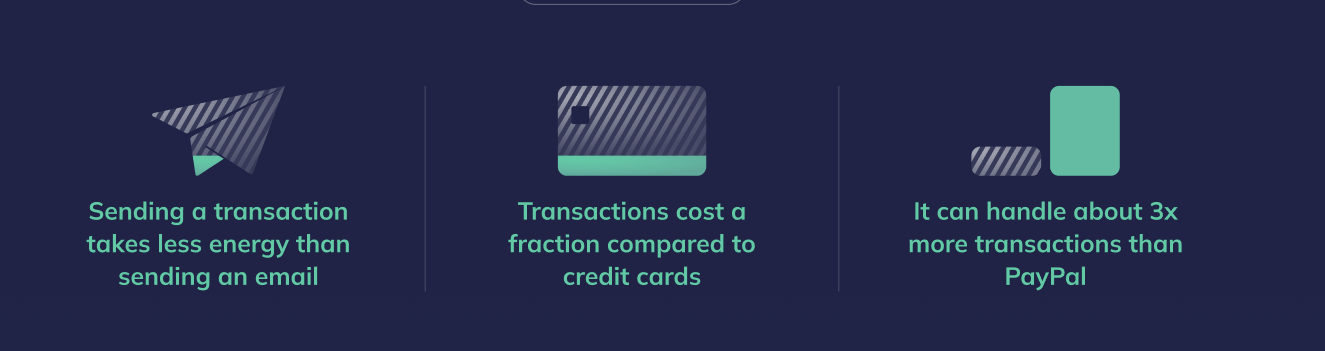 Sending a transaction
takes less energy than
sending an email
Transactions cost a
fraction compared to
credit cards
It can handle about 3x
more transactions than
PayPal